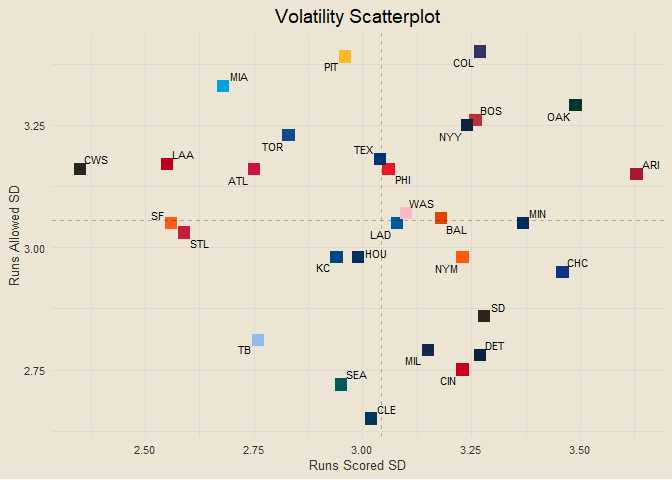 Volatility Scatterplot
COL
PIT
MIA
OAK
BOS
NYY
3.25
TOR
TEX
CWS
LAA
ATL
PHI
ARI
WAS
SF
LAD
BAL
MIN
STL
3.00
KC
HOU
NYM
CHC
SD
TB
MIL
DET
2.75
SEA
CIN
CLE
Runs Allowed SD
2.50
2.75
3.00
3.25
3.50
Runs Scored SD